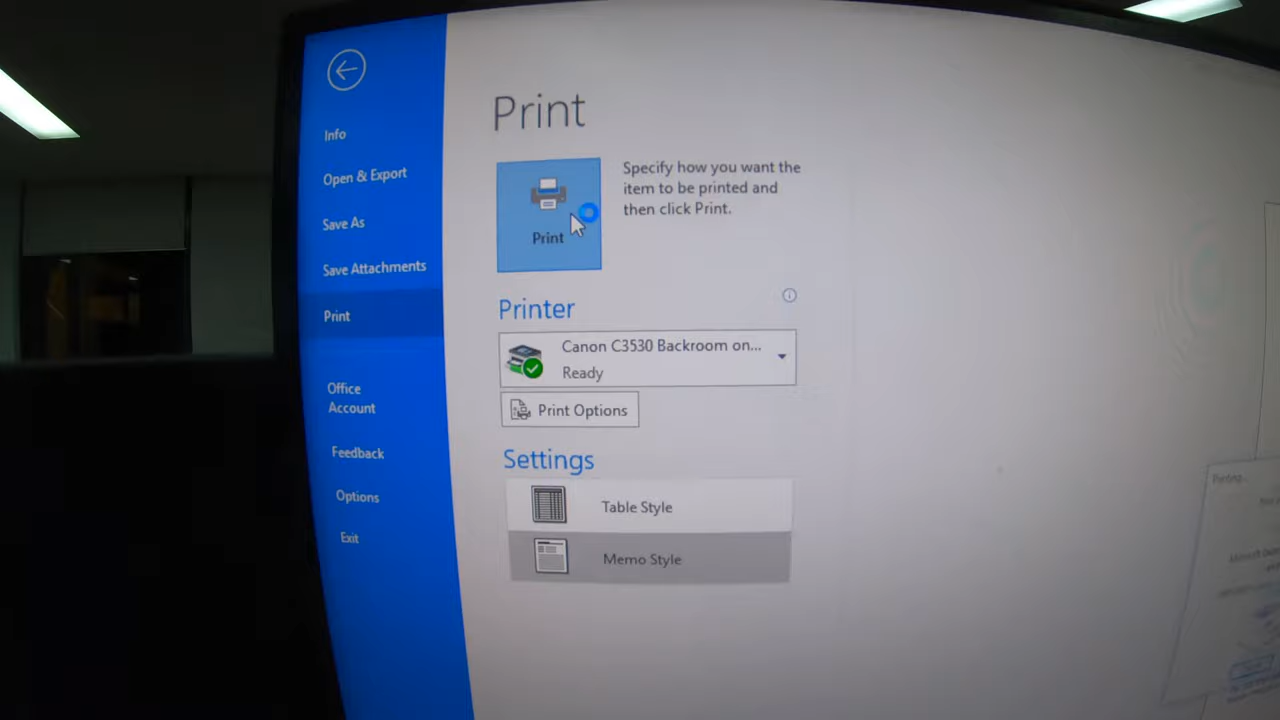 Info
Open & Export
Save As
Save Attachments
Print
Office
Account
Feedback
Options
Exit
Print
Print
Specify how you want the
item to be printed and
then click Print.
Printer
Canon C3530 Backroom on...
Ready
Print Options
Settings
Table Style
Memo Style
Printing